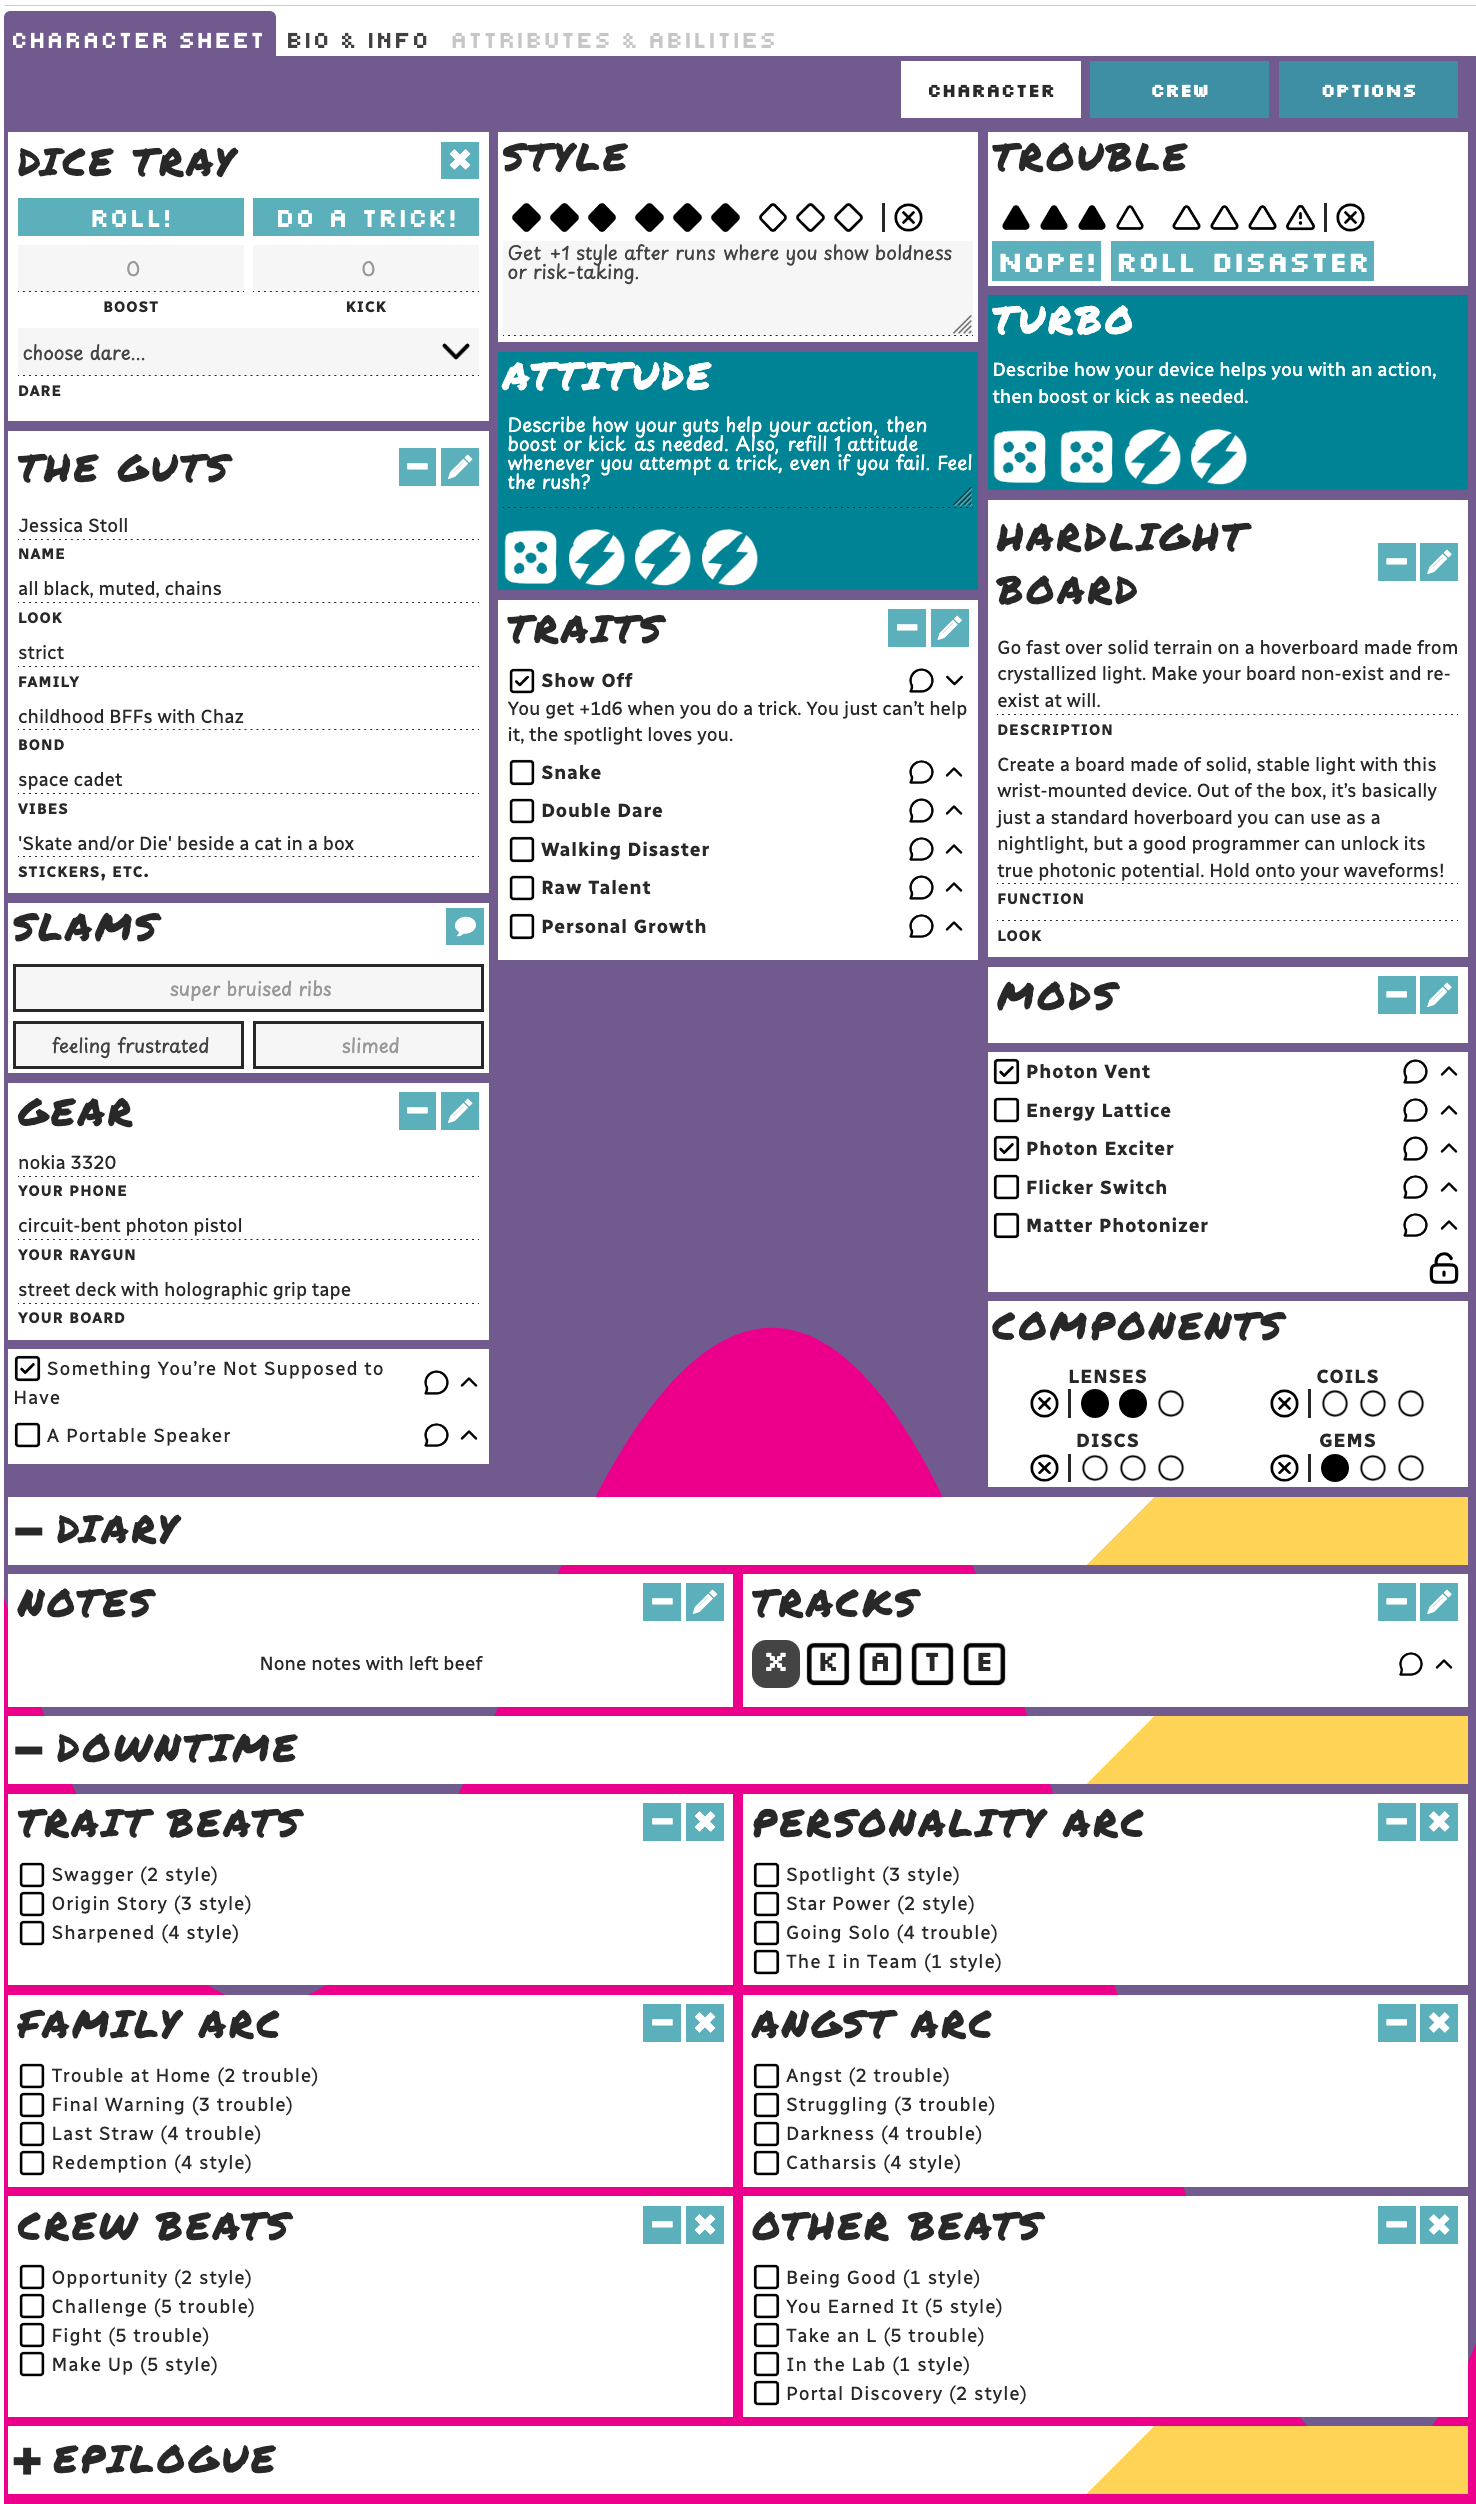 CHARACTER SHEET BIO & INFO ATTRIBUTES & ABILITIES
CHARACTER CREW OPTIONS
DICE TRAY
ROLL! DO A TRICK!
0 0
BOOST KICK
choose dare...
DARE
THE GUTS
Jessica Stoll
NAME
all black, muted, chains
LOOK
strict
FAMILY
childhood BFFs with Chaz
BOND
space cadet
VIBES
'Skate and/or Die' beside a cat in a box
STICKERS, ETC.
SLAMS
super bruised ribs
feeling frustrated slimed
GEAR
nokia 3320
YOUR PHONE
circuit-bent photon pistol
YOUR RAYGUN
street deck with holographic grip tape
YOUR BOARD
Something You're Not Supposed to
Have
A Portable Speaker
STYLE
Get +1 style after runs where you show boldness
or risk-taking.
ATTITUDE
Describe how your guts help your action, then
boost or kick as needed. Also, refill 1 attitude
whenever you attempt a trick, even if you fail. Feel
the rush?
TRAITS
Show Off
You get +1d6 when you do a trick. You just can't help
it, the spotlight loves you.
Snake
Double Dare
Walking Disaster
Raw Talent
Personal Growth
TROUBLE
NOPE! ROLL DISASTER
TURBO
Describe how your device helps you with an action,
then boost or kick as needed.
HARDLIGHT
BOARD
Go fast over solid terrain on a hoverboard made from
crystallized light. Make your board non-exist and re-
exist at will.
DESCRIPTION
Create a board made of solid, stable light with this
wrist-mounted device. Out of the box, it's basically
just a standard hoverboard you can use as a
nightlight, but a good programmer can unlock its
true photonic potential. Hold onto your waveforms!
FUNCTION
LOOK
MODS
Photon Vent
Energy Lattice
Photon Exciter
Flicker Switch
Matter Photonizer
COMPONENTS
LENSES COILS
DISCS GEMS
– DIARY
NOTES
None notes with left beef
TRACKS
X K A T E
– DOWNTIME
TRAIT BEATS
Swagger (2 style)
Origin Story (3 style)
Sharpened (4 style)
PERSONALITY ARC
Spotlight (3 style)
Star Power (2 style)
Going Solo (4 trouble)
The I in Team (1 style)
FAMILY ARC
Trouble at Home (2 trouble)
Final Warning (3 trouble)
Last Straw (4 trouble)
Redemption (4 style)
ANGST ARC
Angst (2 trouble)
Struggling (3 trouble)
Darkness (4 trouble)
Catharsis (4 style)
CREW BEATS
Opportunity (2 style)
Challenge (5 trouble)
Fight (5 trouble)
Make Up (5 style)
OTHER BEATS
Being Good (1 style)
You Earned It (5 style)
Take an L (5 trouble)
In the Lab (1 style)
Portal Discovery (2 style)
+ EPILOGUE